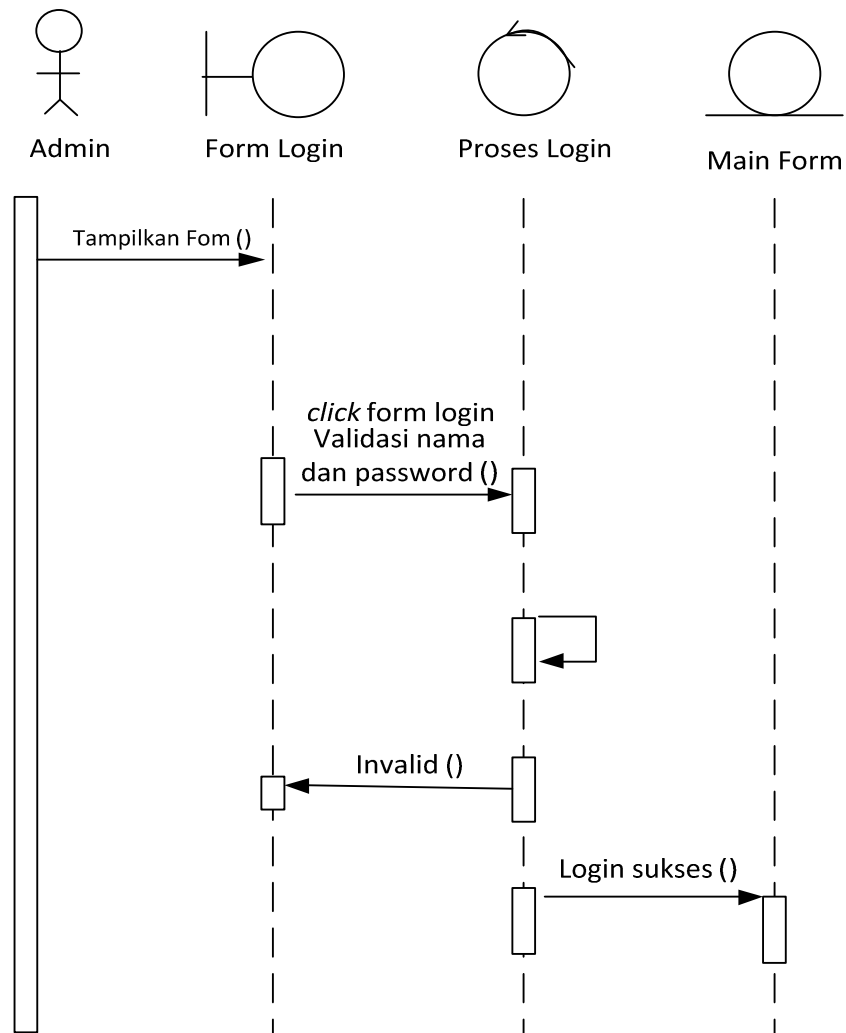 Admin
Form Login
Proses Login
Main Form
Tampilkan Fom ()
click form login
Validasi nama
dan password ()
Invalid ()
Login sukses ()